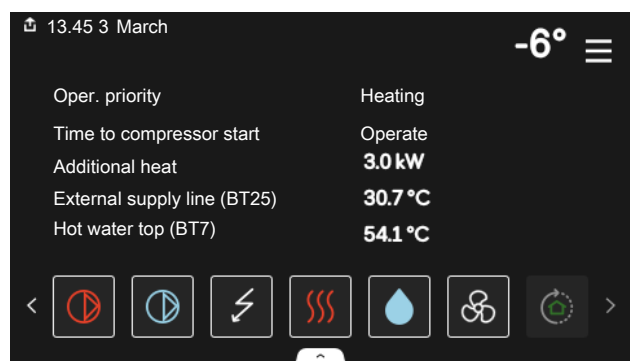 13.45 3 March
-6°
Oper. priority Heating
Time to compressor start Operate
Additional heat 3.0 kW
External supply line (BT25) 30.7 °C
Hot water top (BT7) 54.1 °C